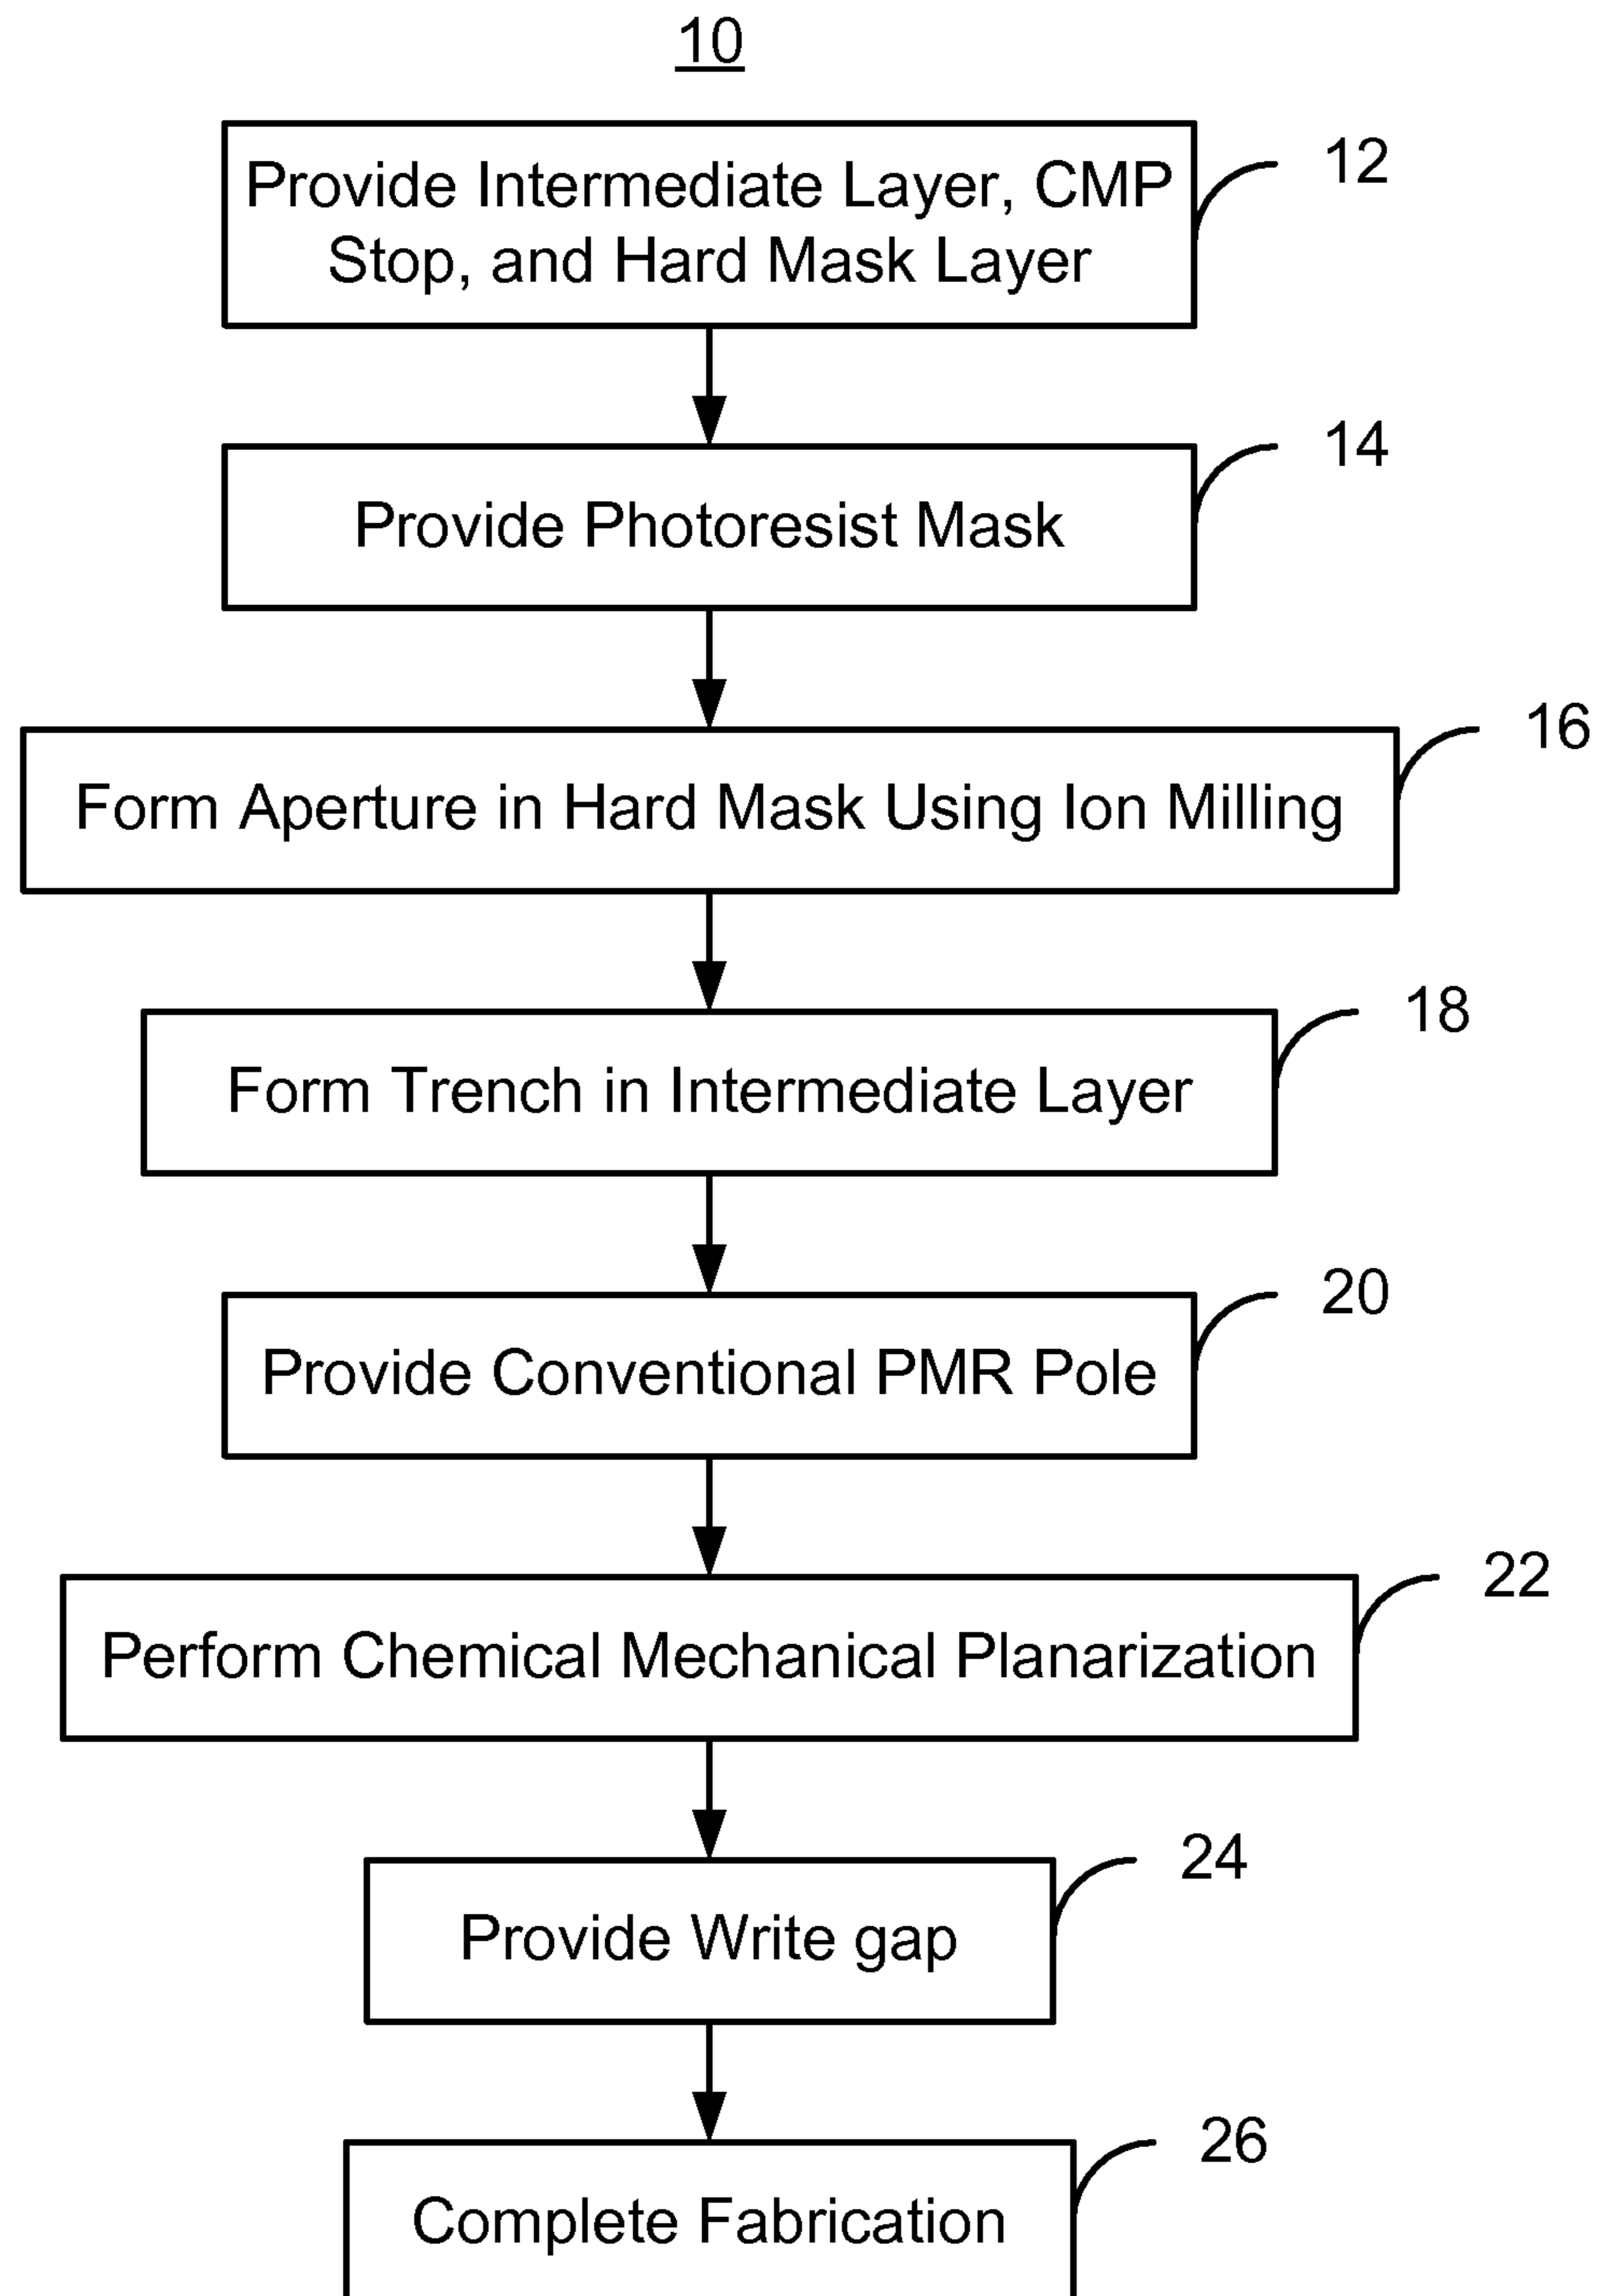 10
Provide Intermediate Layer, CMP
Stop, and Hard Mask Layer
12
Provide Photoresist Mask
14
Form Aperture in Hard Mask Using Ion Milling
16
Form Trench in Intermediate Layer
18
Provide Conventional PMR Pole
20
Perform Chemical Mechanical Planarization
22
Provide Write gap
24
Complete Fabrication
26